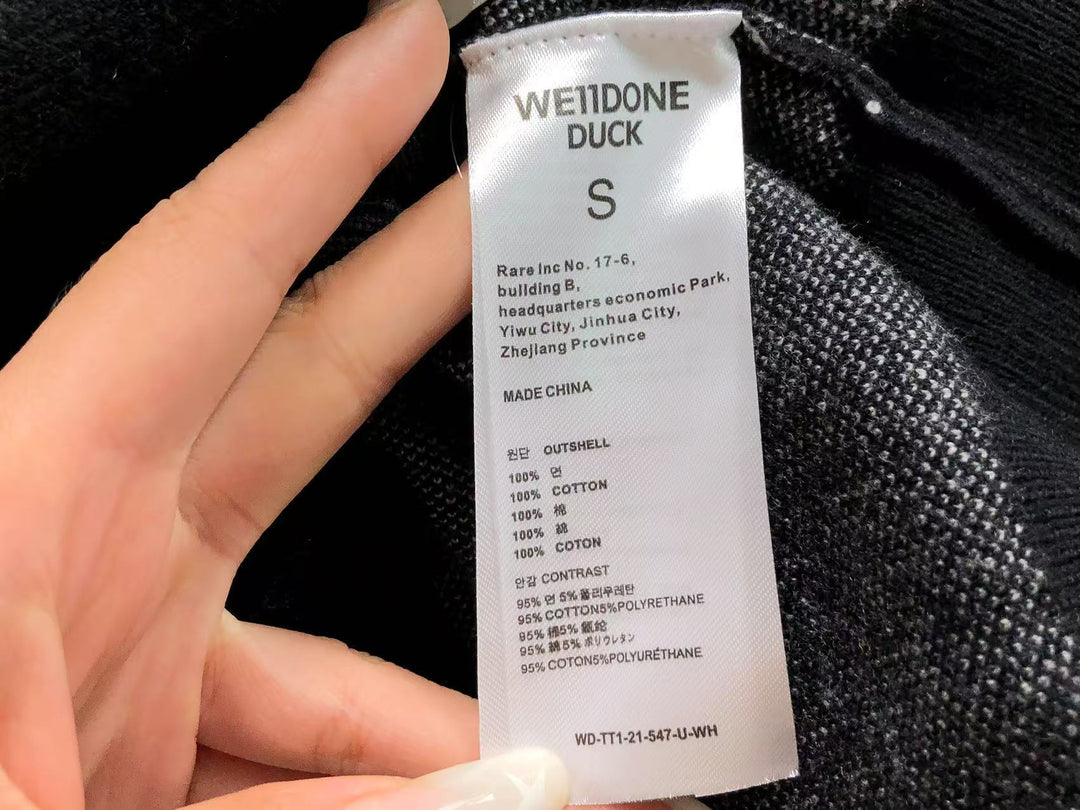 WE11DONE
DUCK
S
Rare Inc No. 17-6,
building B,
headquarters economic Park,
Yiwu City, Jinhua City,
Zhejiang Province
MADE CHINA
원단 OUTSHELL
100% 면
100% COTTON
100% 棉
100% 綿
100% COTON
안감 CONTRAST
95% 면 5% 폴리우레탄
95% COTTON5%POLYRETHANE
95% 棉5%
95% 綿5% ポリウレタン
95% COTON5%POLYURÉTHANE
WD-TT1-21-547-U-WH